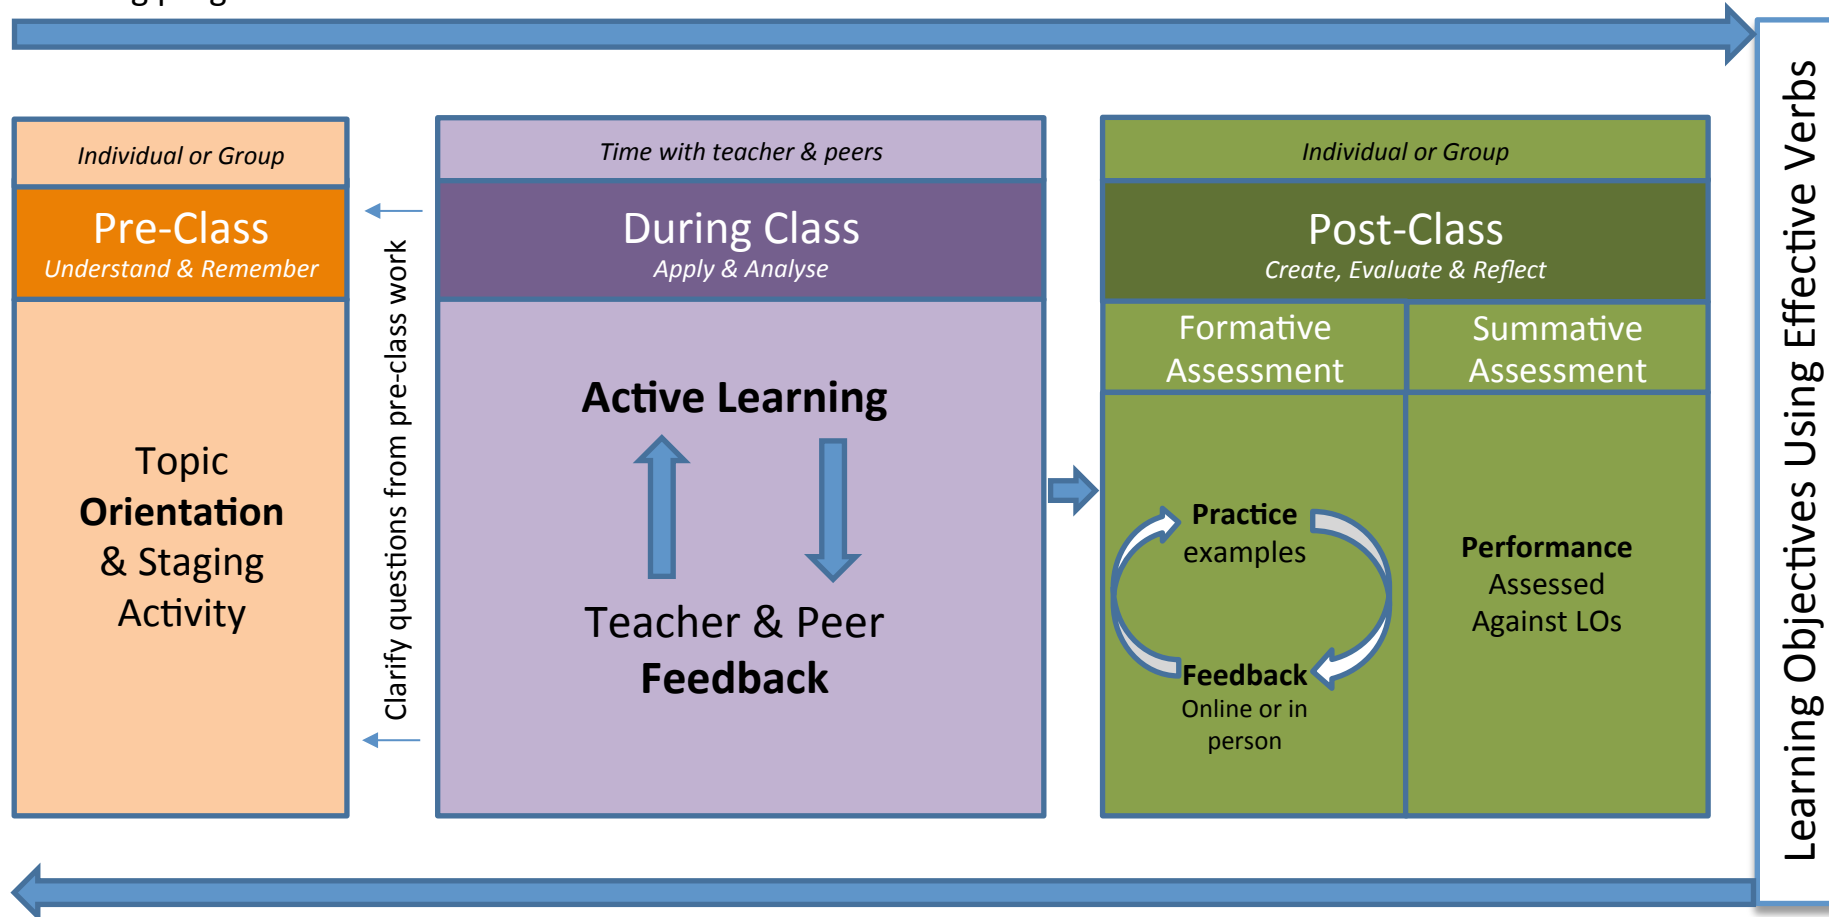 Individual or Group
Pre-Class
Understand & Remember
Topic
Orientation
& Staging
Activity
Clarify questions from pre-class work
Time with teacher & peers
During Class
Apply & Analyse
Active Learning
Teacher & Peer
Feedback
Individual or Group
Post-Class
Create, Evaluate & Reflect
Formative
Assessment
Practice
examples
Feedback
Online or in
person
Summative
Assessment
Performance
Assessed
Against LOs
Learning Objectives Using Effective Verbs